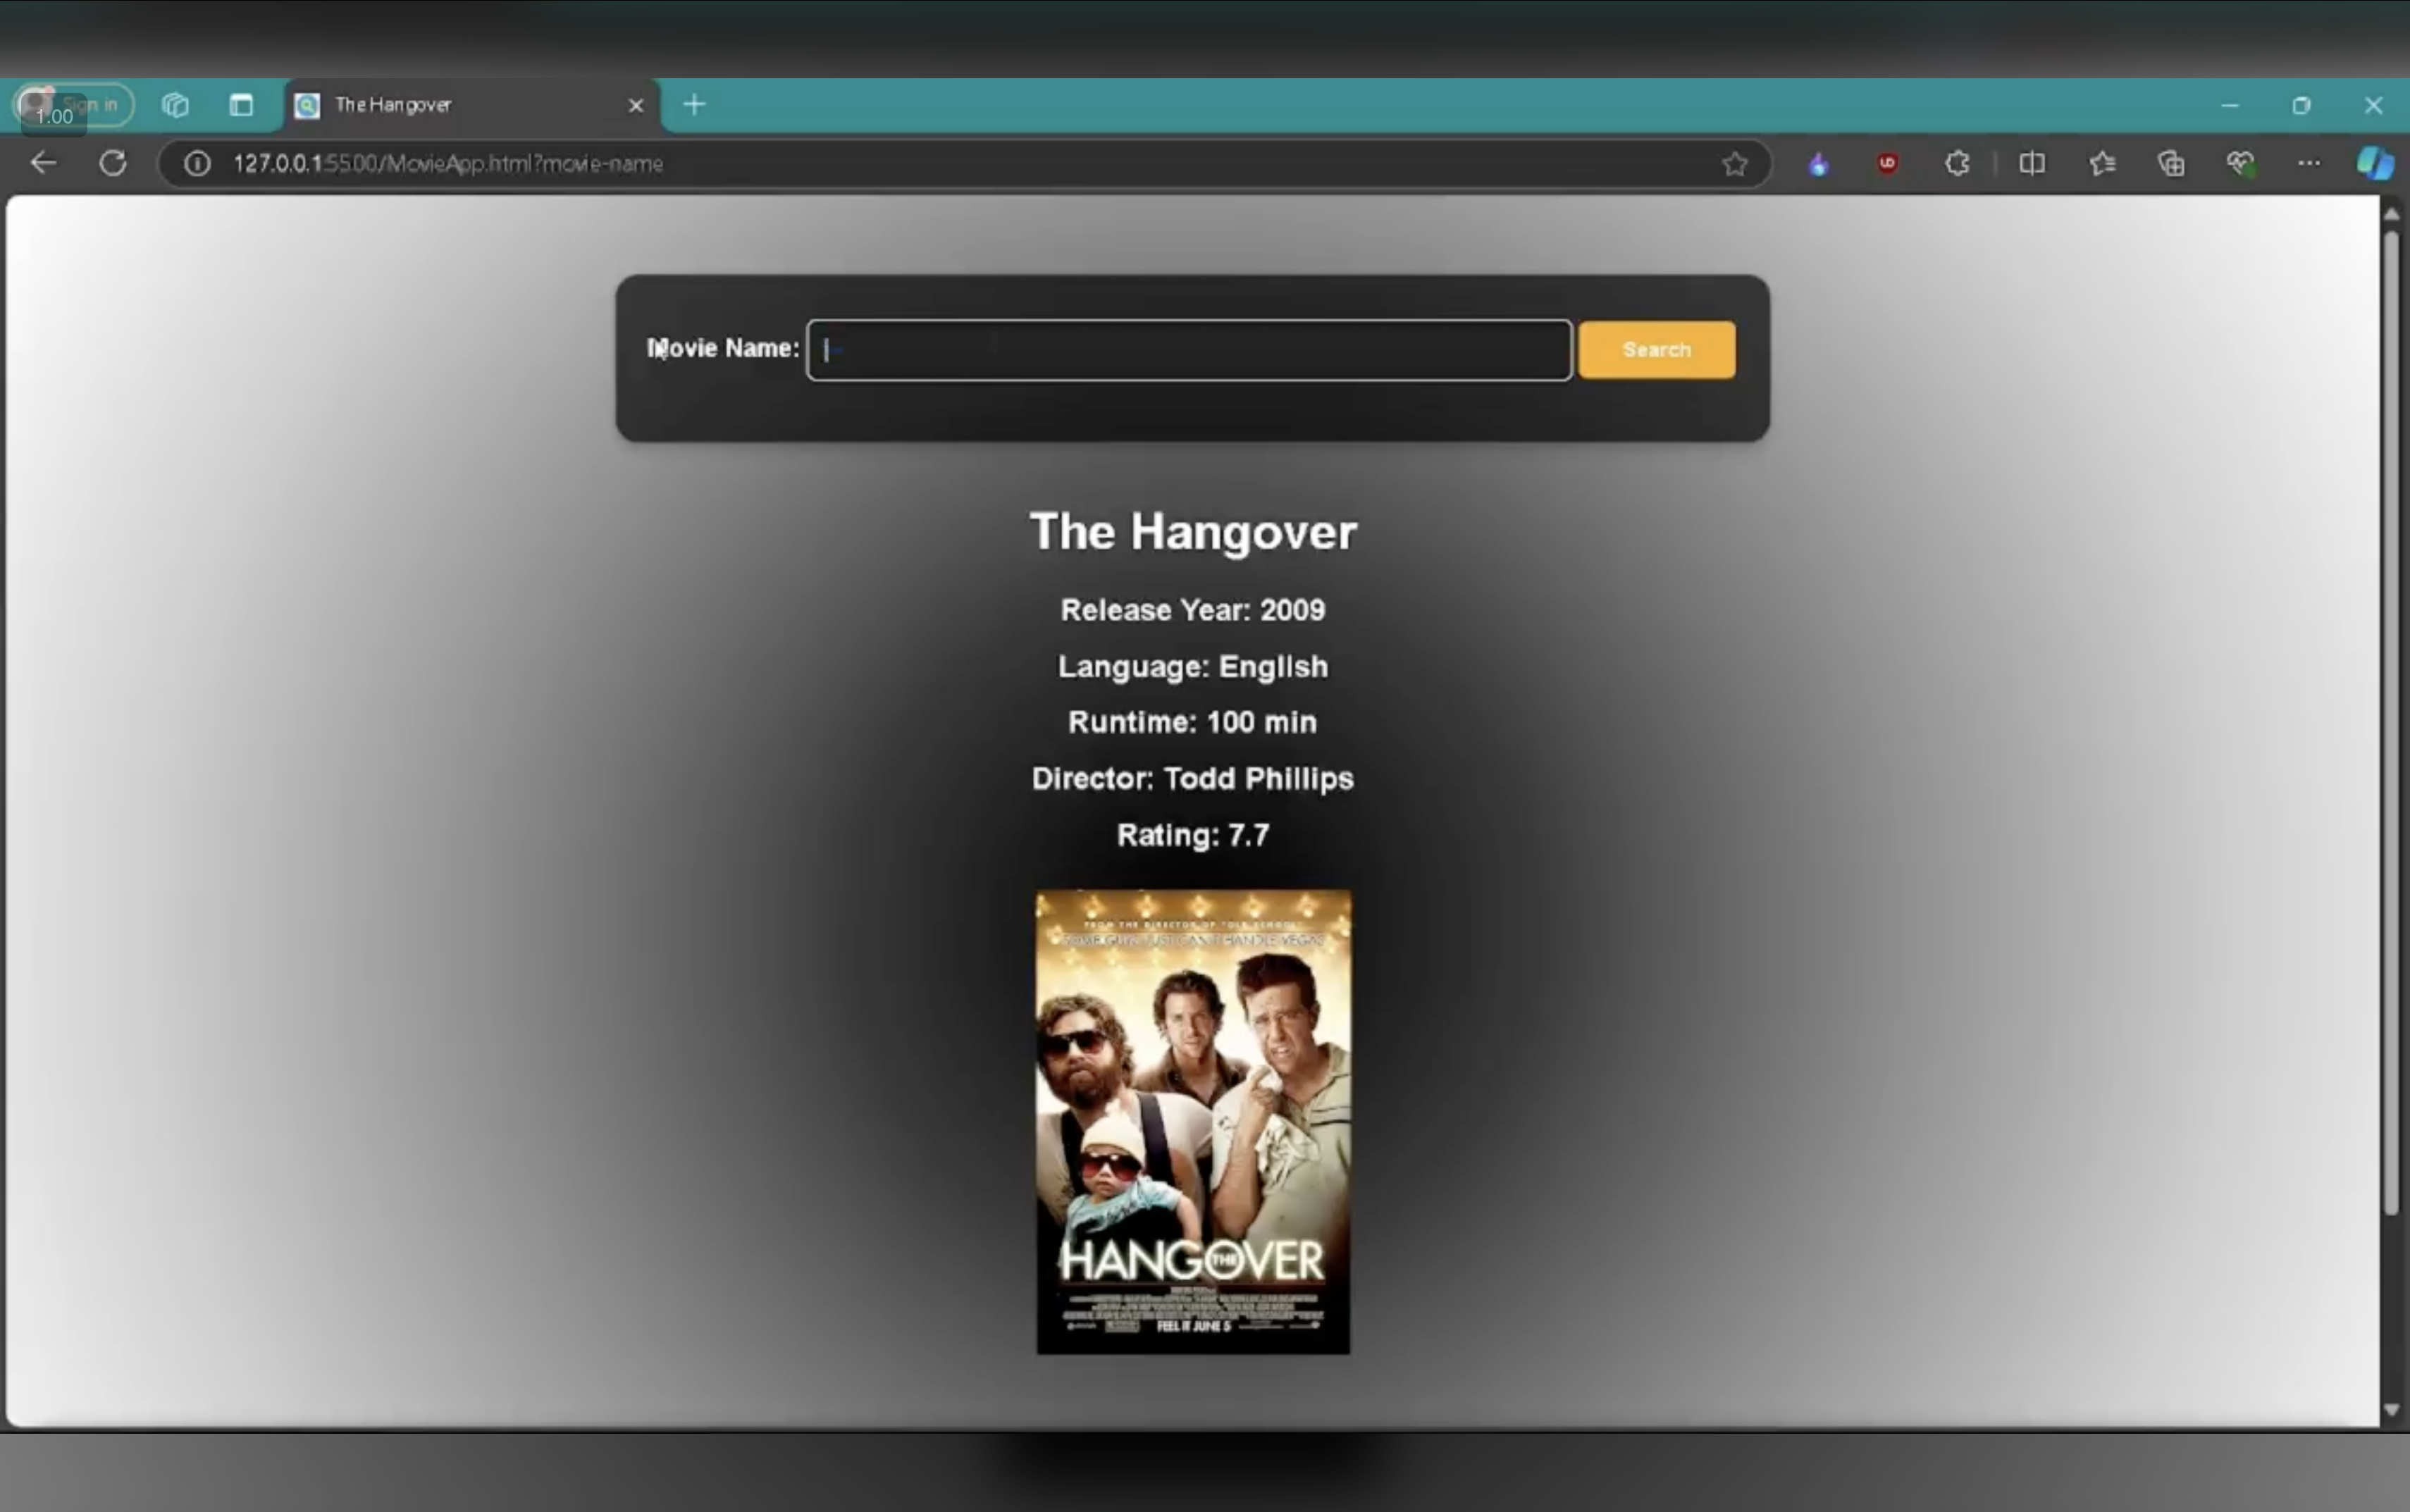 Sign in
1.00
The Hangover
127.0.0.1:5500/MovieApp.html?movie-name
Movie Name:
Search
The Hangover
Release Year: 2009
Language: English
Runtime: 100 min
Director: Todd Phillips
Rating: 7.7
FROM THE DIRECTOR OF "OLD SCHOOL"
SOME GUYS JUST CAN'T HANDLE VEGAS
THE
HANGOVER
FEEL IT JUNE 5